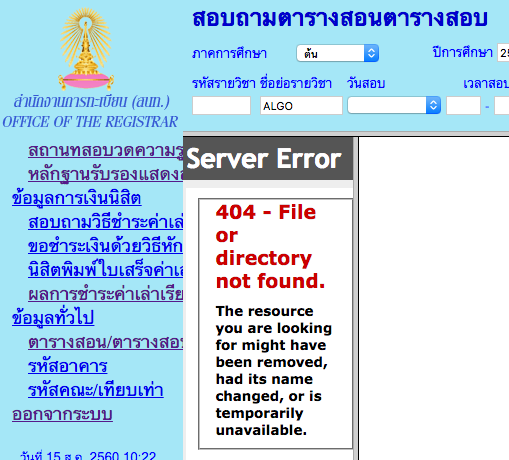 สำนักงานการทะเบียน (สนท.)
OFFICE OF THE REGISTRAR
สถานทสอบวดความรู
หลักฐานรับรองแสดง
ข้อมูลการเงินนิสิต
สอบถามวิธีชำระค่าเล่
ขอชำระเงินด้วยวิธีหัก
นิสิตพิมพ์ใบเสร็จค่าเล
ผลการชำระค่าเล่าเรีย
ข้อมูลทั่วไป
ตารางสอน/ตารางสอบ
รหัสอาคาร
รหัสคณะ/เทียบเท่า
ออกจากระบบ
วันที่ 15 ส.ค. 2560 10:22
สอบถามตารางสอนตารางสอบ
ภาคการศึกษา ต้น ปีการศึกษา 25
รหัสรายวิชา ชื่อย่อรายวิชา วันสอบ เวลาสอบ
ALGO -
Server Error
404 - File
or
directory
not found.
The resource
you are looking
for might have
been removed,
had its name
changed, or is
temporarily
unavailable.